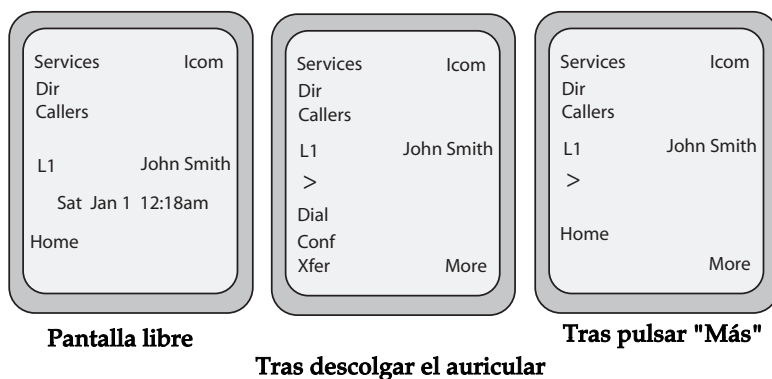 Services Icom
Dir
Callers
L1 John Smith
Sat Jan 1 12:18am
Home
Pantalla libre
Services Icom
Dir
Callers
L1 John Smith
>
Dial
Conf
Xfer More
Tras descolgar el auricular
Services Icom
Dir
Callers
L1 John Smith
>
Home
More
Tras pulsar "Más"